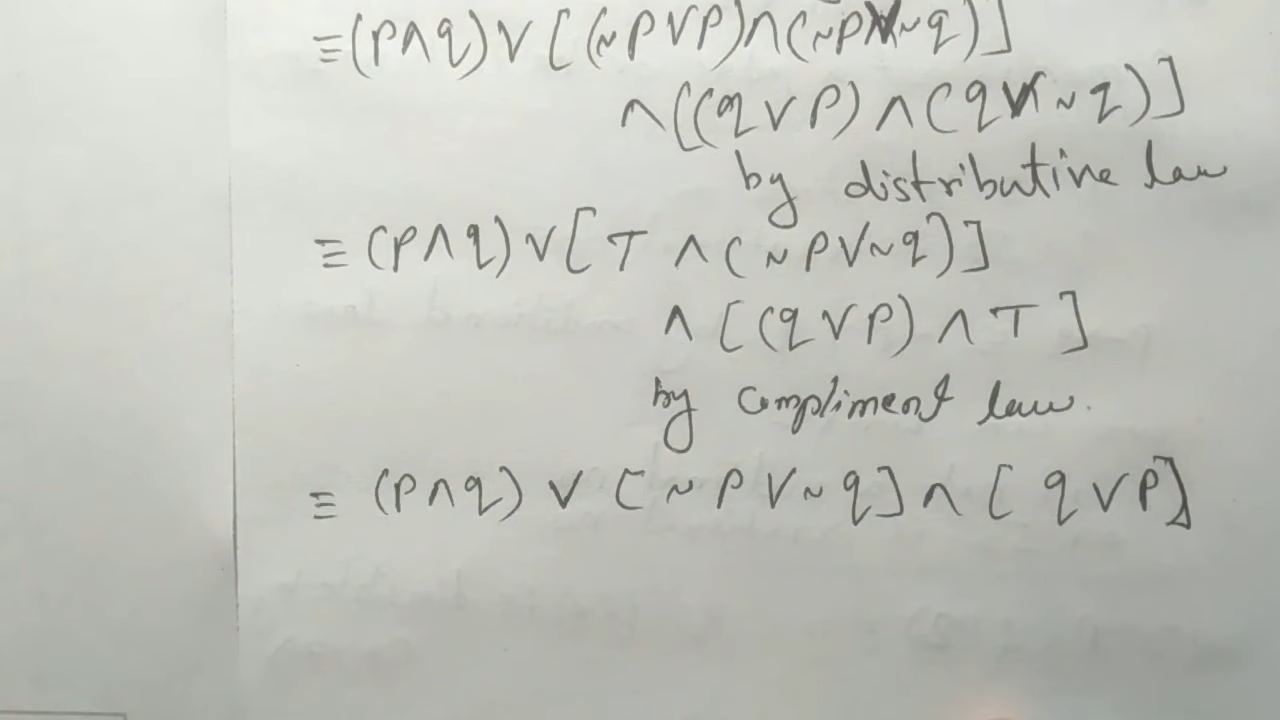 ≡(p∧q)∨[(~p∨p)∧(~p∨~q)]
∧[(q∨p)∧(q∨~q)]
by distributive law
≡(p∧q)∨[T∧(~p∨~q)]
∧[(q∨p)∧T]
by compliment law.
≡(p∧q)∨[~p∨~q]∧[q∨p]